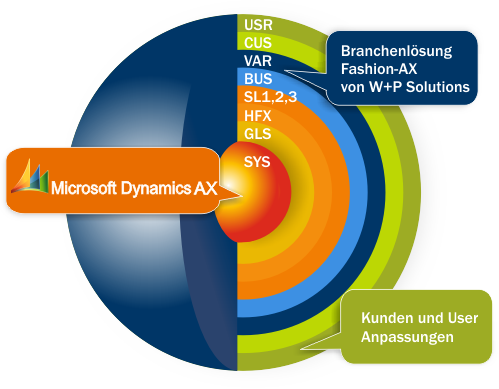 USR
CUS
VAR
BUS
SL1,2,3
HFX
GLS
SYS
Branchenlösung
Fashion-AX
von W+P Solutions
Microsoft Dynamics AX
Kunden und User
Anpassungen